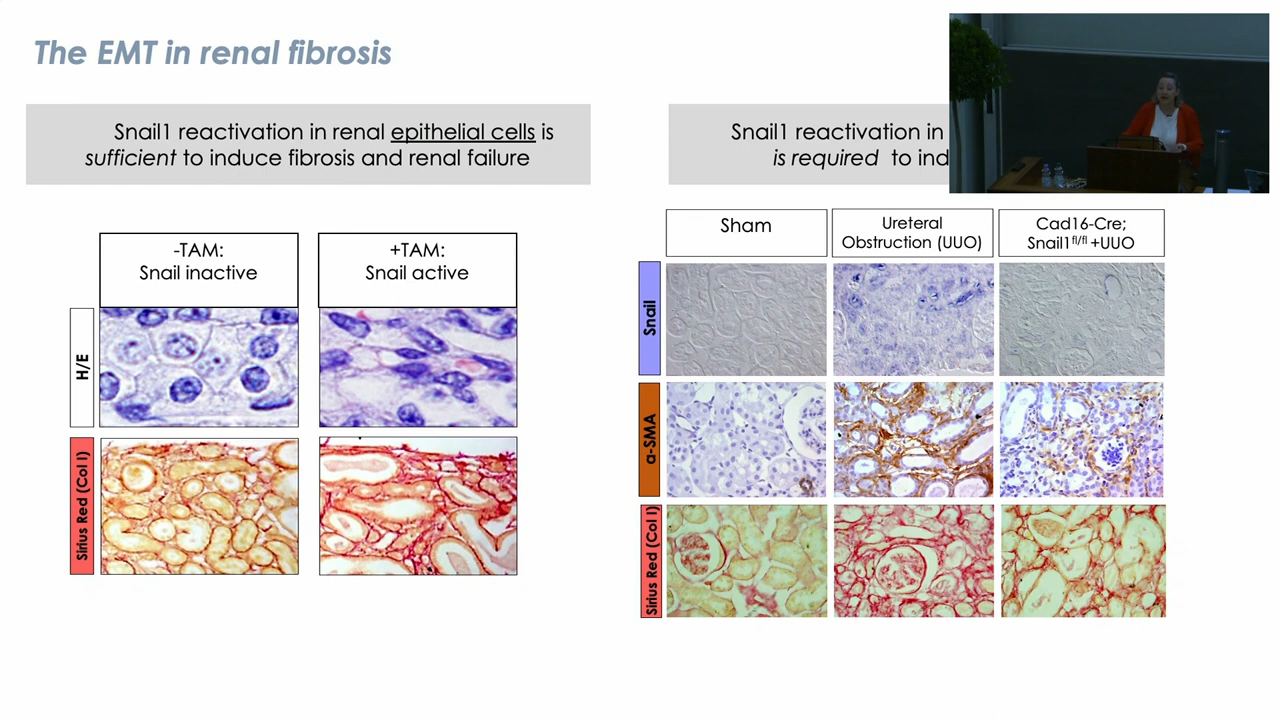 The EMT in renal fibrosis
Snail1 reactivation in renal epithelial cells is
sufficient to induce fibrosis and renal failure
-TAM:
Snail inactive
+TAM:
Snail active
H/E
Sirius Red (Col I)
Snail1 reactivation in
is required to ind
Sham
Ureteral
Obstruction (UUO)
Cad16-Cre;
Snail1fl/fl +UUO
Snail
α-SMA
Sirius Red (Col I)